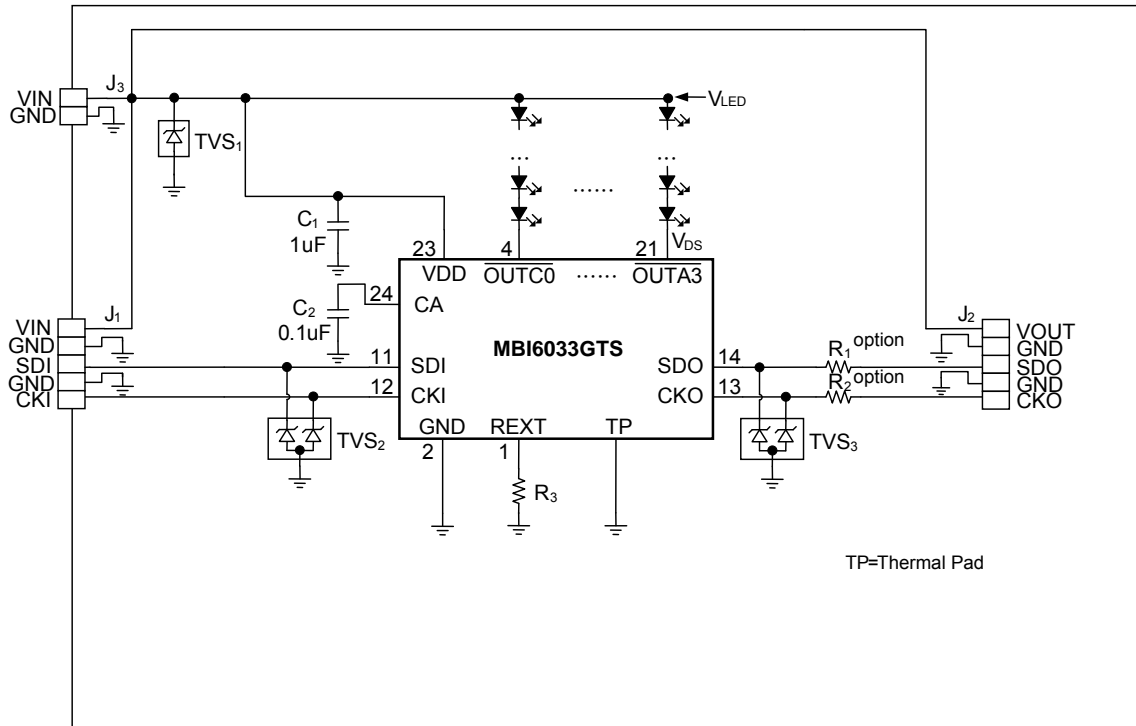 J3
VIN
GND
TVS1
VLED
...
...
......
C1
1uF
VDS
23
4
21
VDD
OUTC0
......
OUTA3
24
CA
C2
0.1uF
MBI6033GTS
J1
VIN
GND
SDI
GND
CKI
11
SDI
12
CKI
TVS2
GND
REXT
TP
2
1
R3
SDO
14
CKO
13
R1 option
R2 option
TVS3
J2
VOUT
GND
SDO
GND
CKO
TP=Thermal Pad